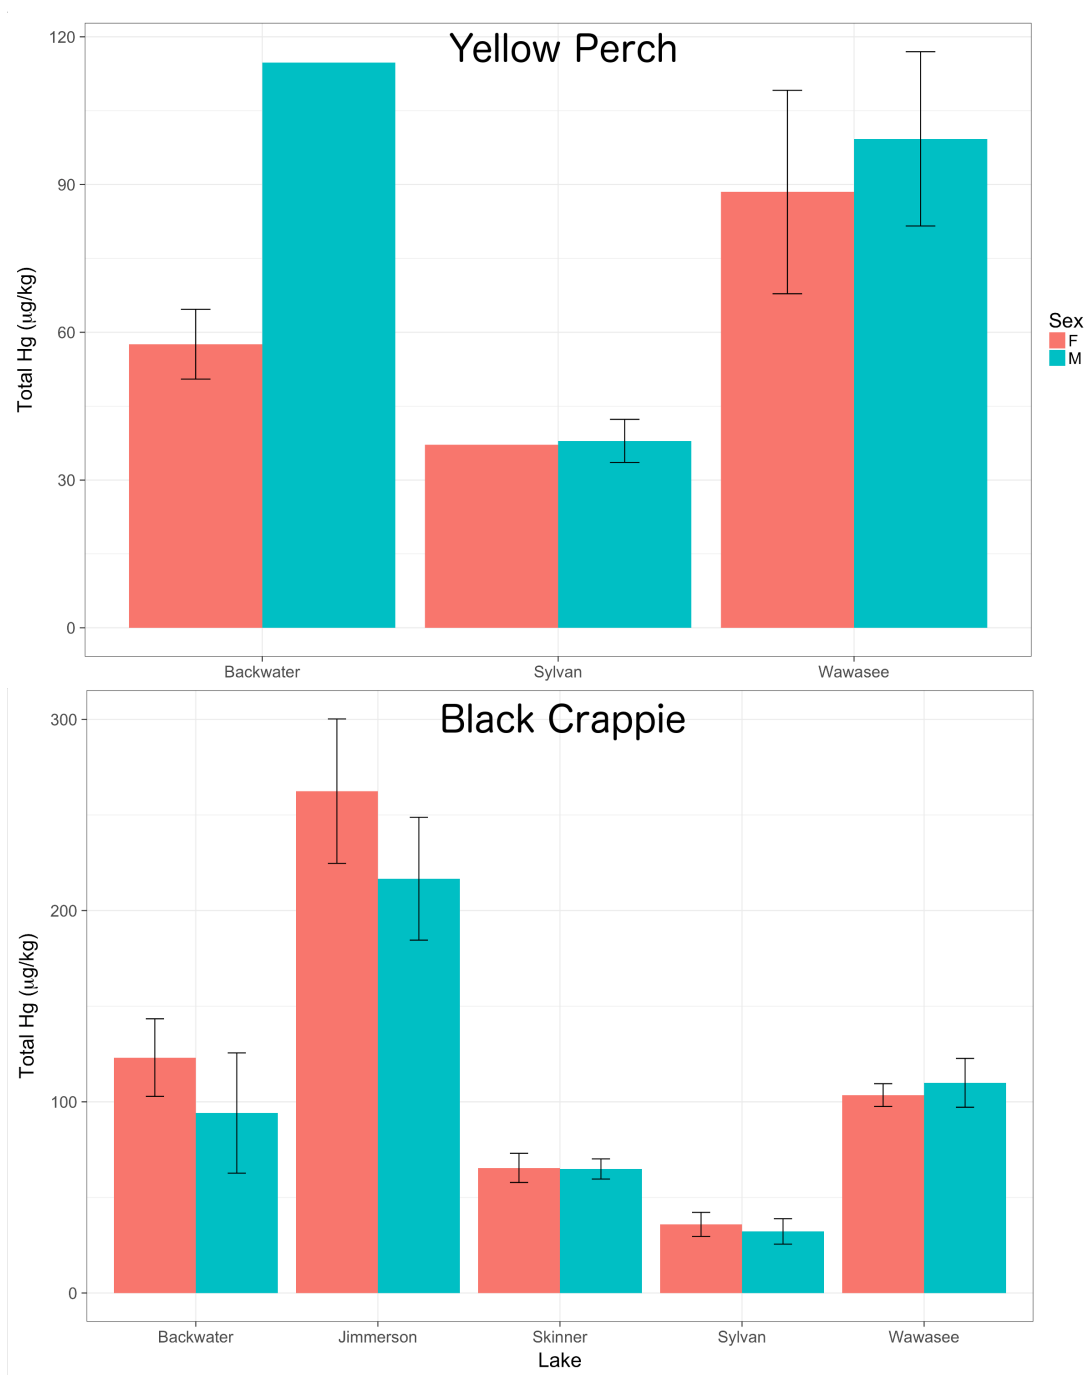 Yellow Perch
120
90
60
30
0
Total Hg (µg/kg)
Backwater
Sylvan
Wawasee
Sex
F
M
Black Crappie
300
200
100
0
Total Hg (µg/kg)
Backwater
Jimmerson
Skinner
Sylvan
Wawasee
Lake